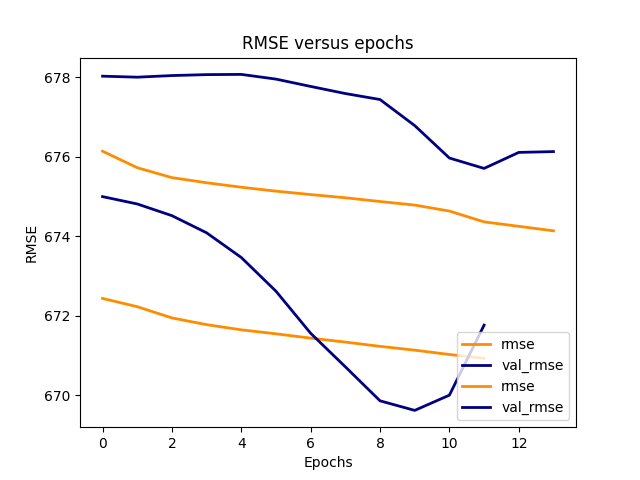 RMSE versus epochs
678
676
674
672
670
RMSE
0 2 4 6 8 10 12
Epochs
rmse
val_rmse
rmse
val_rmse